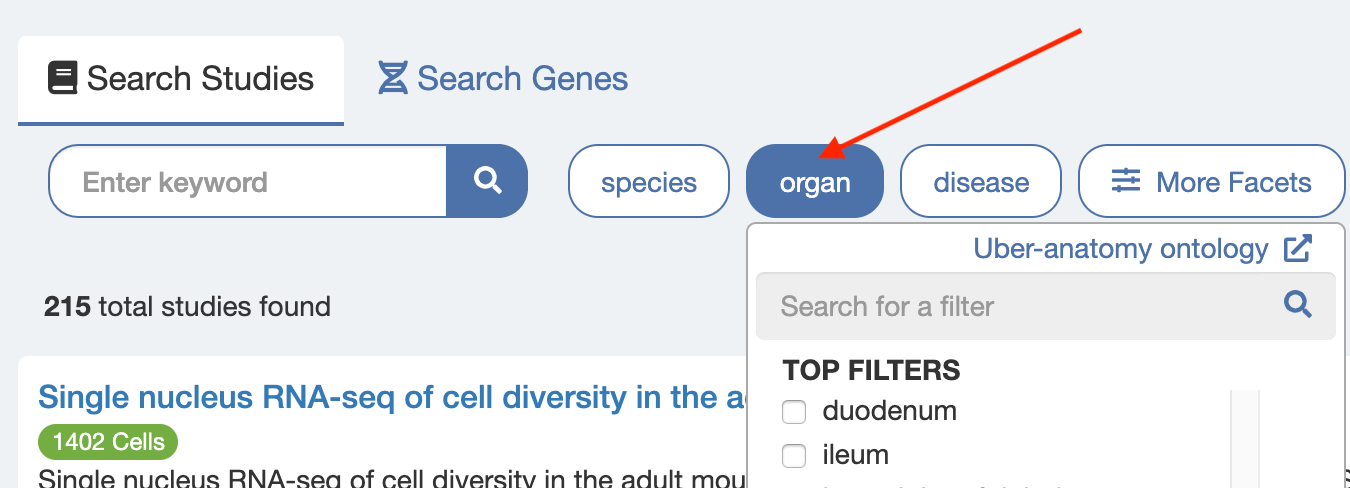 Search Studies
Search Genes
Enter keyword
species
organ
disease
More Facets
Uber-anatomy ontology
Search for a filter
215 total studies found
TOP FILTERS
duodenum
ileum
Single nucleus RNA-seq of cell diversity in the a
1402 Cells
Single nucleus RNA-seq of cell diversity in the adult mou